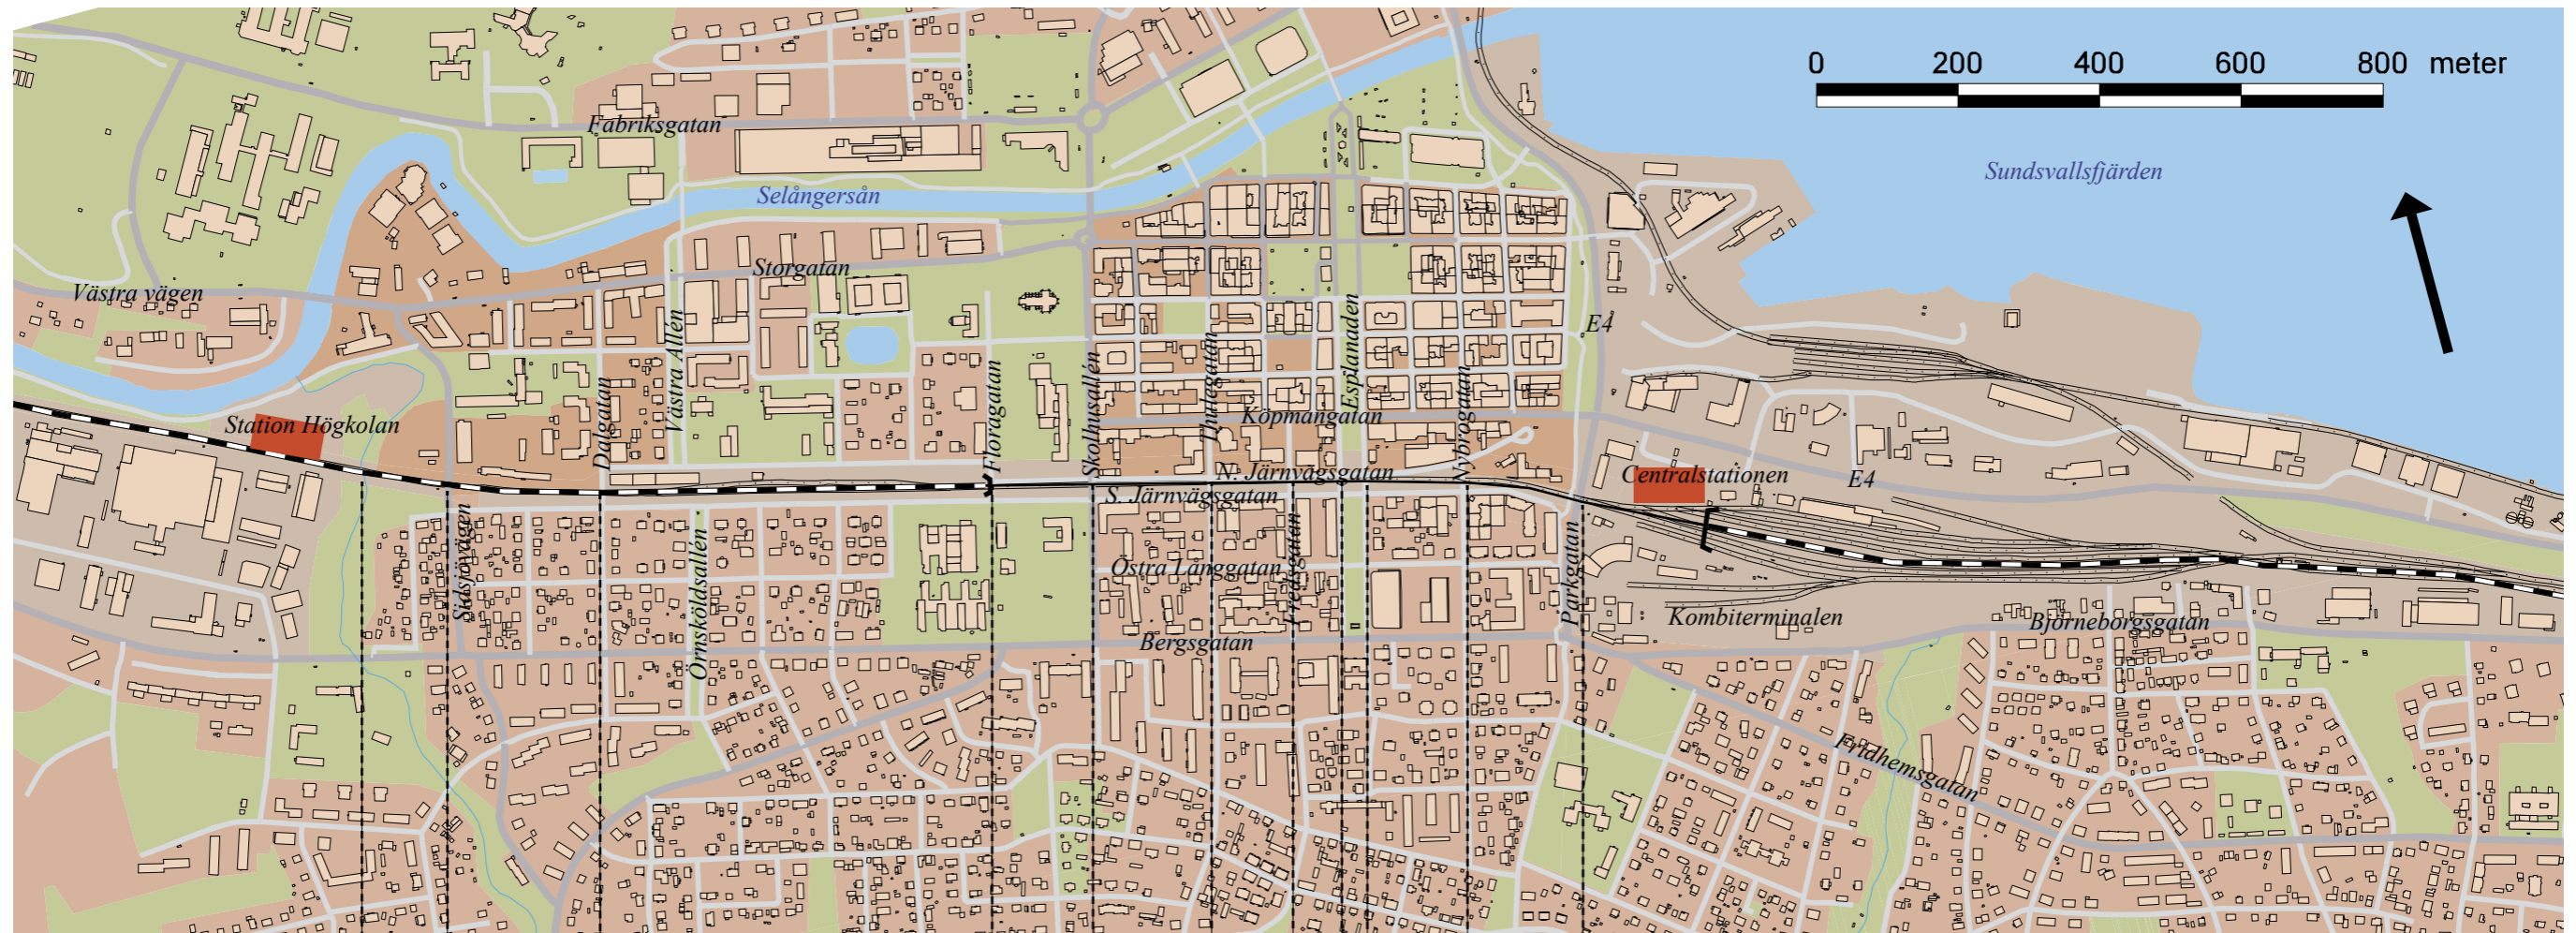 0 200 400 600 800 meter
Fabriksgatan
Sundsvallsfjärden
Selångersån
Storgatan
Västra vägen
E4
Västra Allén
Dalgatan
Floragatan
Skolhusallén
Thulegatan
Esplanaden
Nybrogatan
Köpmangatan
Station Högkolan
N. Järnvägsgatan
Centralstationen
E4
S. Järnvägsgatan
Sidsjövägen
Örnsköldsallén
Östra Långgatan
Fredsgatan
Parkgatan
Kombiterminalen
Björneborgsgatan
Bergsgatan
Fridhemsgatan